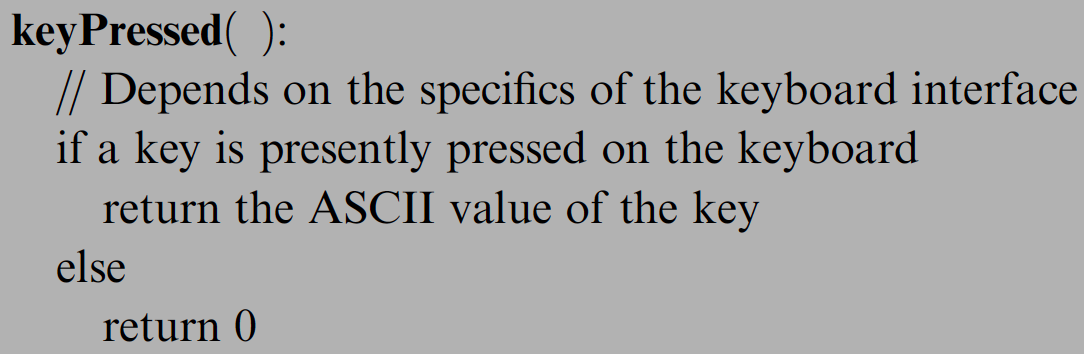 keyPressed( ):
// Depends on the specifics of the keyboard interface
if a key is presently pressed on the keyboard
return the ASCII value of the key
else
return 0